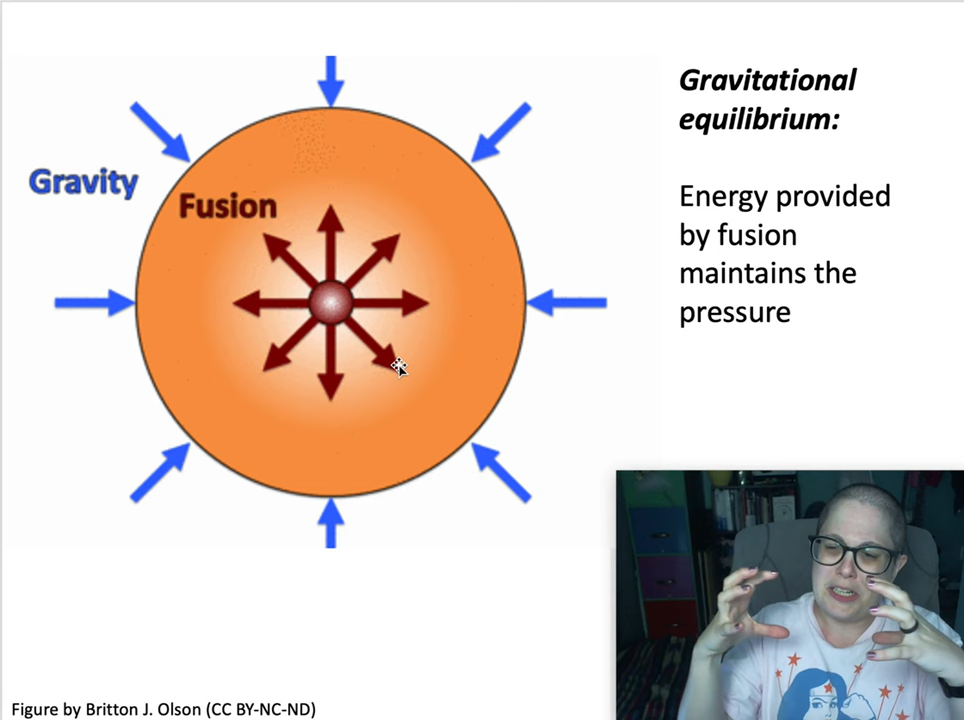 Gravitational
equilibrium:
Gravity
Fusion
Energy provided
by fusion
maintains the
pressure
Figure by Britton J. Olson (CC BY-NC-ND)